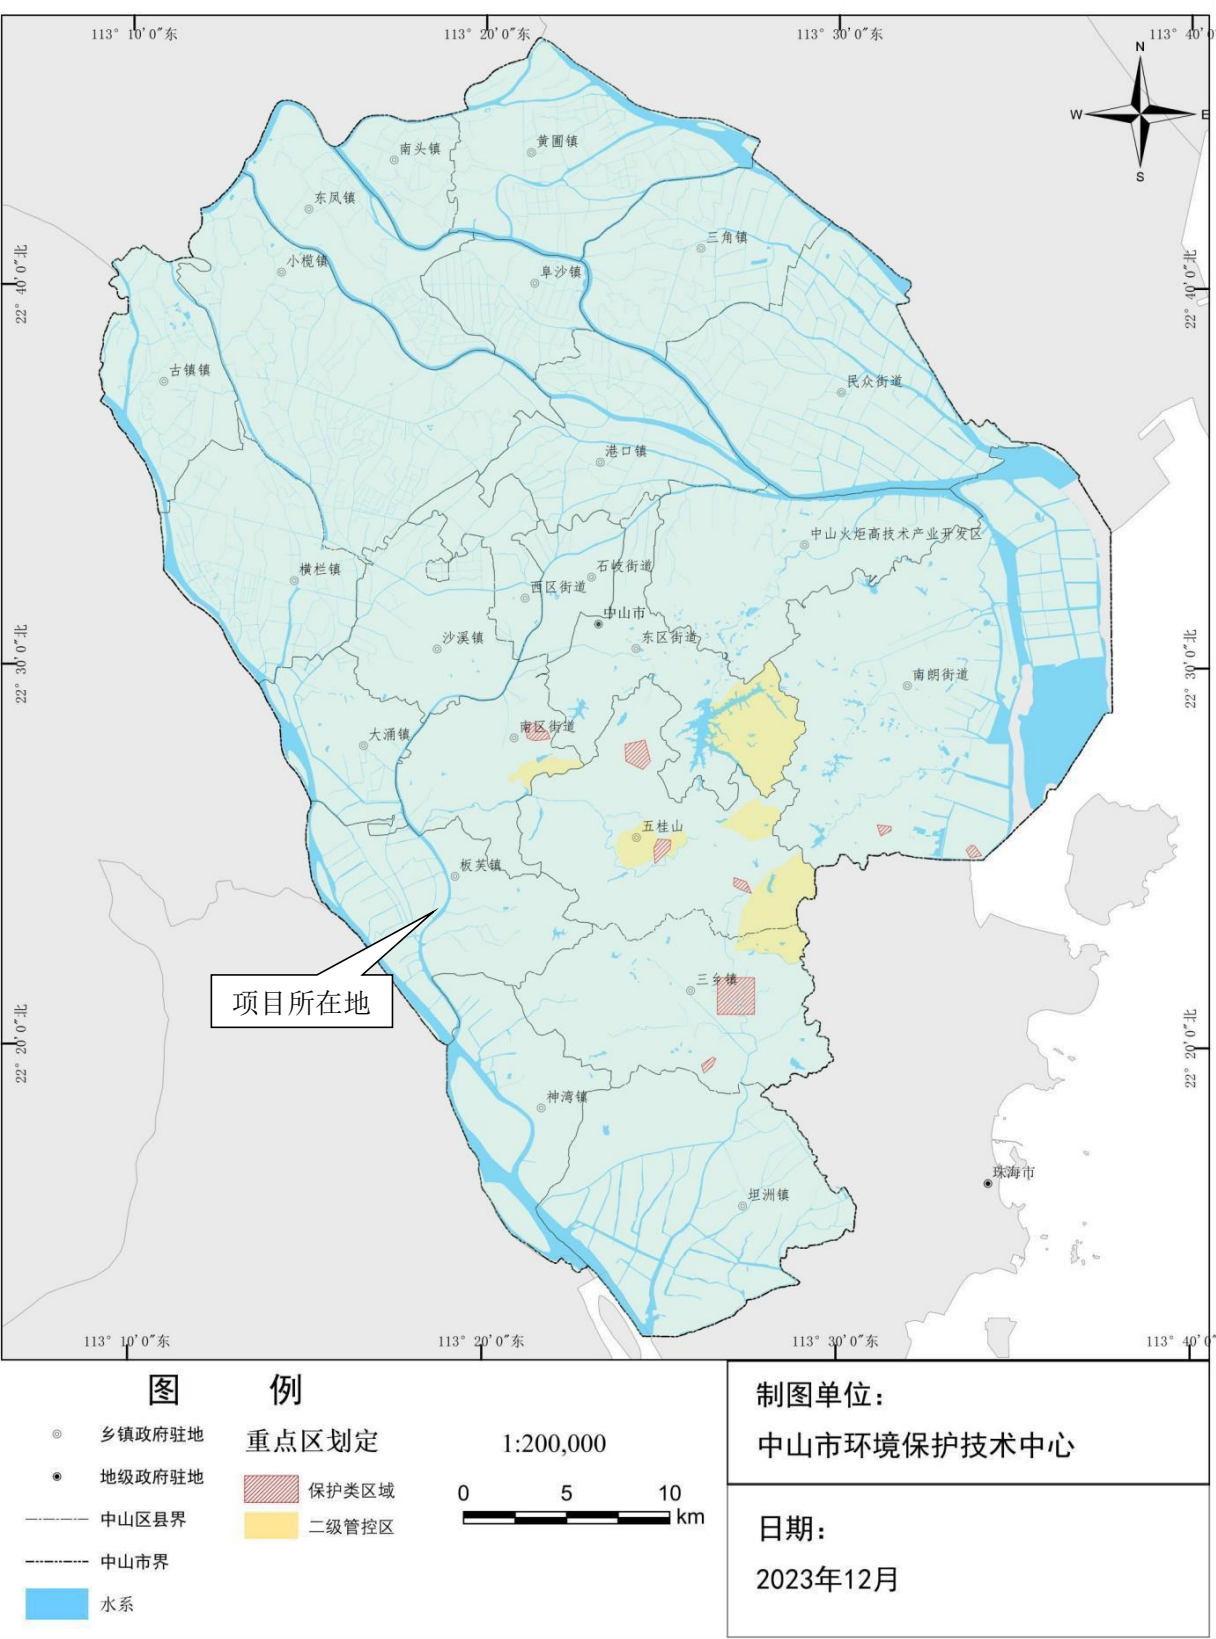 113° 10′0″东
113° 20′0″东
113° 30′0″东
113° 40′0
N
W
E
S
黄圃镇
南头镇
东凤镇
三角镇
小榄镇
阜沙镇
22° 40′0″北
22° 40′0″北
古镇镇
民众街道
港口镇
中山火炬高技术产业开发区
横栏镇
石岐街道
西区街道
中山市
沙溪镇
东区街道
22° 30′0″北
22° 30′0″北
南朗街道
大涌镇
南区街道
五桂山
板芙镇
三乡镇
项目所在地
22° 20′0″北
22° 20′0″北
神湾镇
珠海市
坦洲镇
113° 10′0″东
113° 20′0″东
113° 30′0″东
113° 40′0
图 例
乡镇政府驻地
地级政府驻地
中山区县界
中山市界
水系
重点区划定
保护类区域
二级管控区
1:200,000
0 5 10
km
制图单位：
中山市环境保护技术中心
日期：
2023年12月